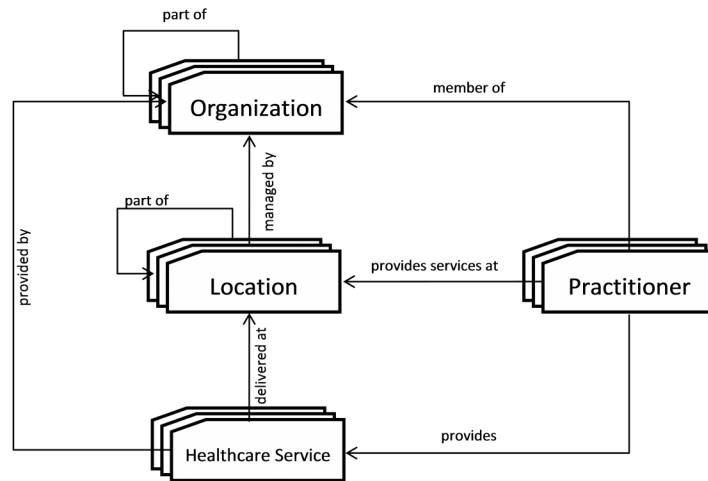 part of
Organization
member of
managed by
part of
provided by
Location
provides services at
Practitioner
delivered at
Healthcare Service
provides